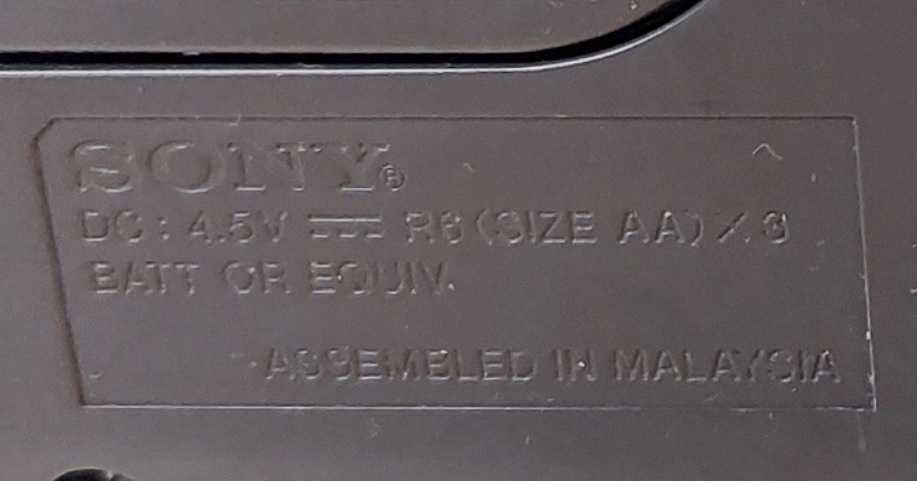 SONY®
DC: 4.5V ⎓ R6 (SIZE AA) × 3
BATT OR EQUIV.
ASSEMBLED IN MALAYSIA